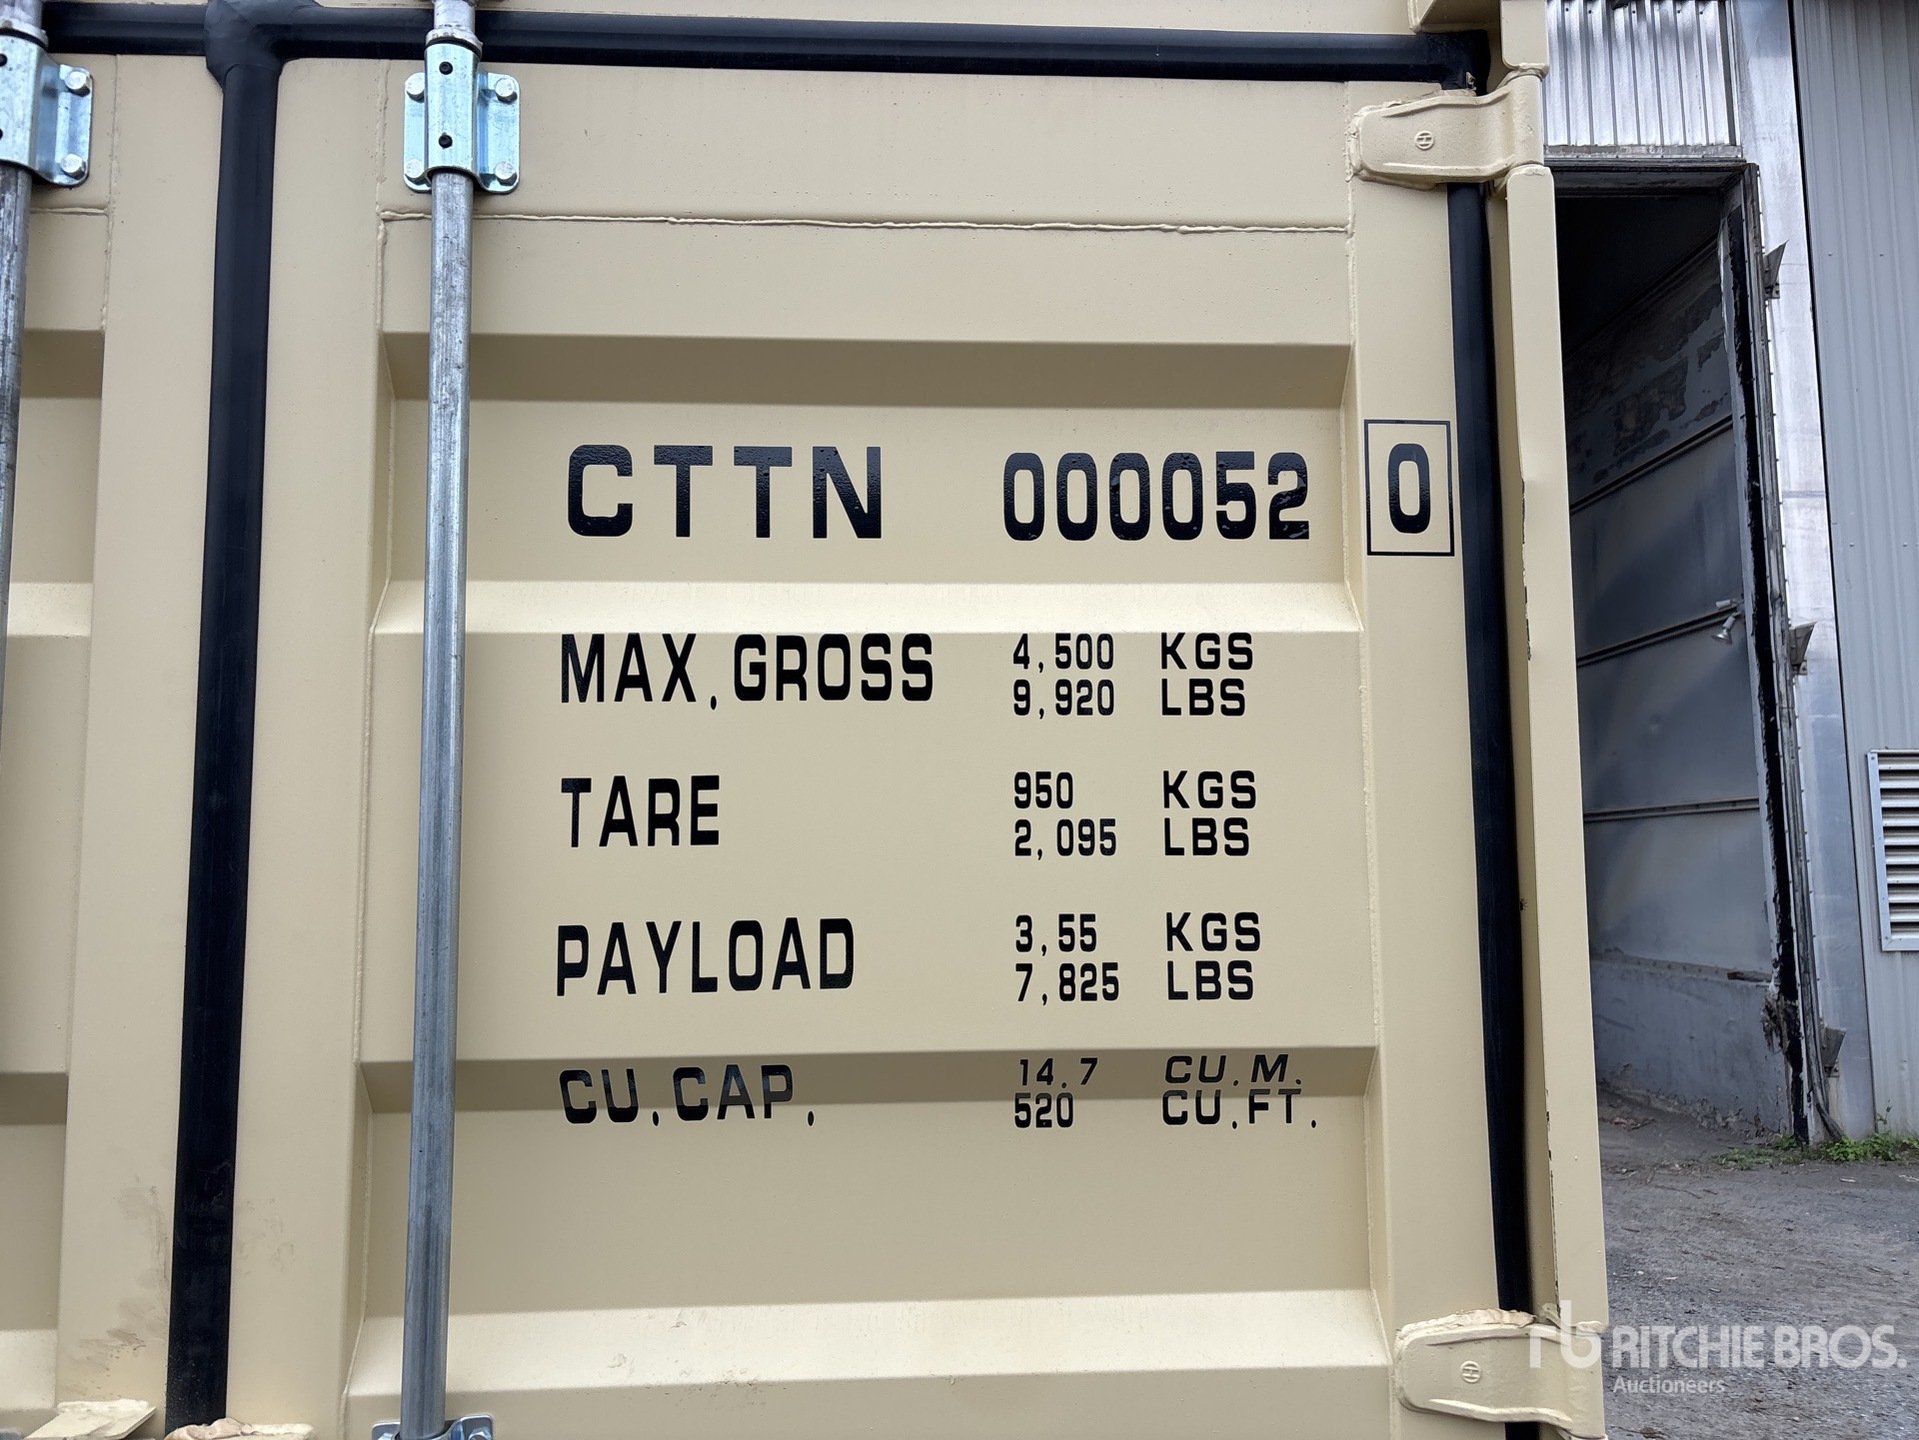 CTTN 000052 0
MAX.GROSS 4,500 KGS
9,920 LBS
TARE 950 KGS
2,095 LBS
PAYLOAD 3,55 KGS
7,825 LBS
CU.CAP. 14.7 CU.M.
520 CU.FT.
rb RITCHIE BROS.
Auctioneers